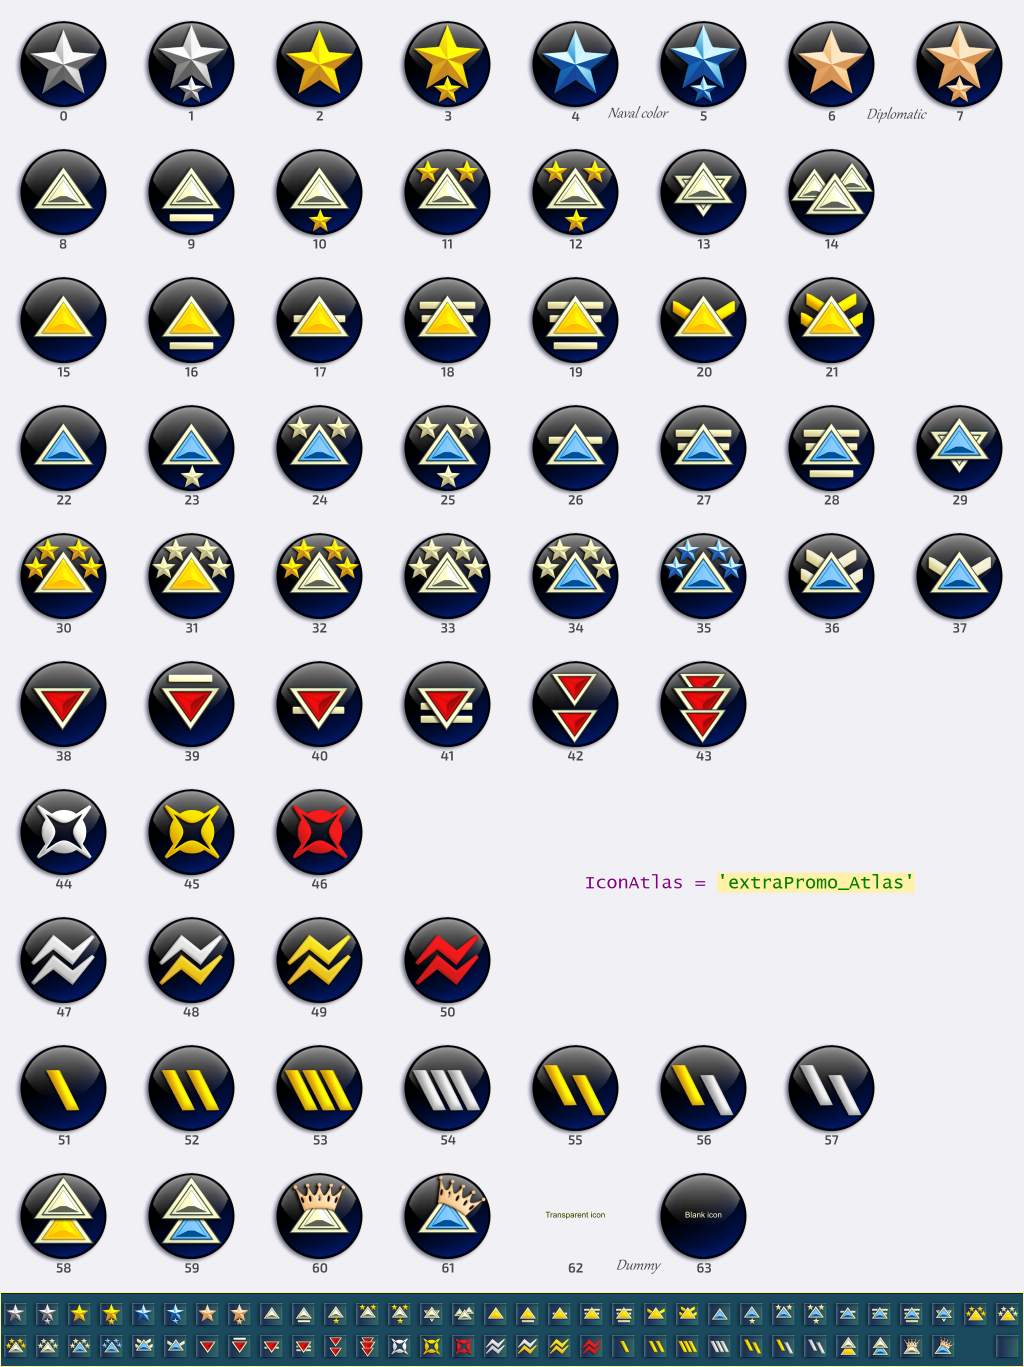 0 1 2 3 4 Naval color 5 6 Diplomatic 7
8 9 10 11 12 13 14
15 16 17 18 19 20 21
22 23 24 25 26 27 28 29
30 31 32 33 34 35 36 37
38 39 40 41 42 43
44 45 46
IconAtlas = 'extraPromo_Atlas'
47 48 49 50
51 52 53 54 55 56 57
Transparent icon Blank icon
58 59 60 61 62 Dummy 63